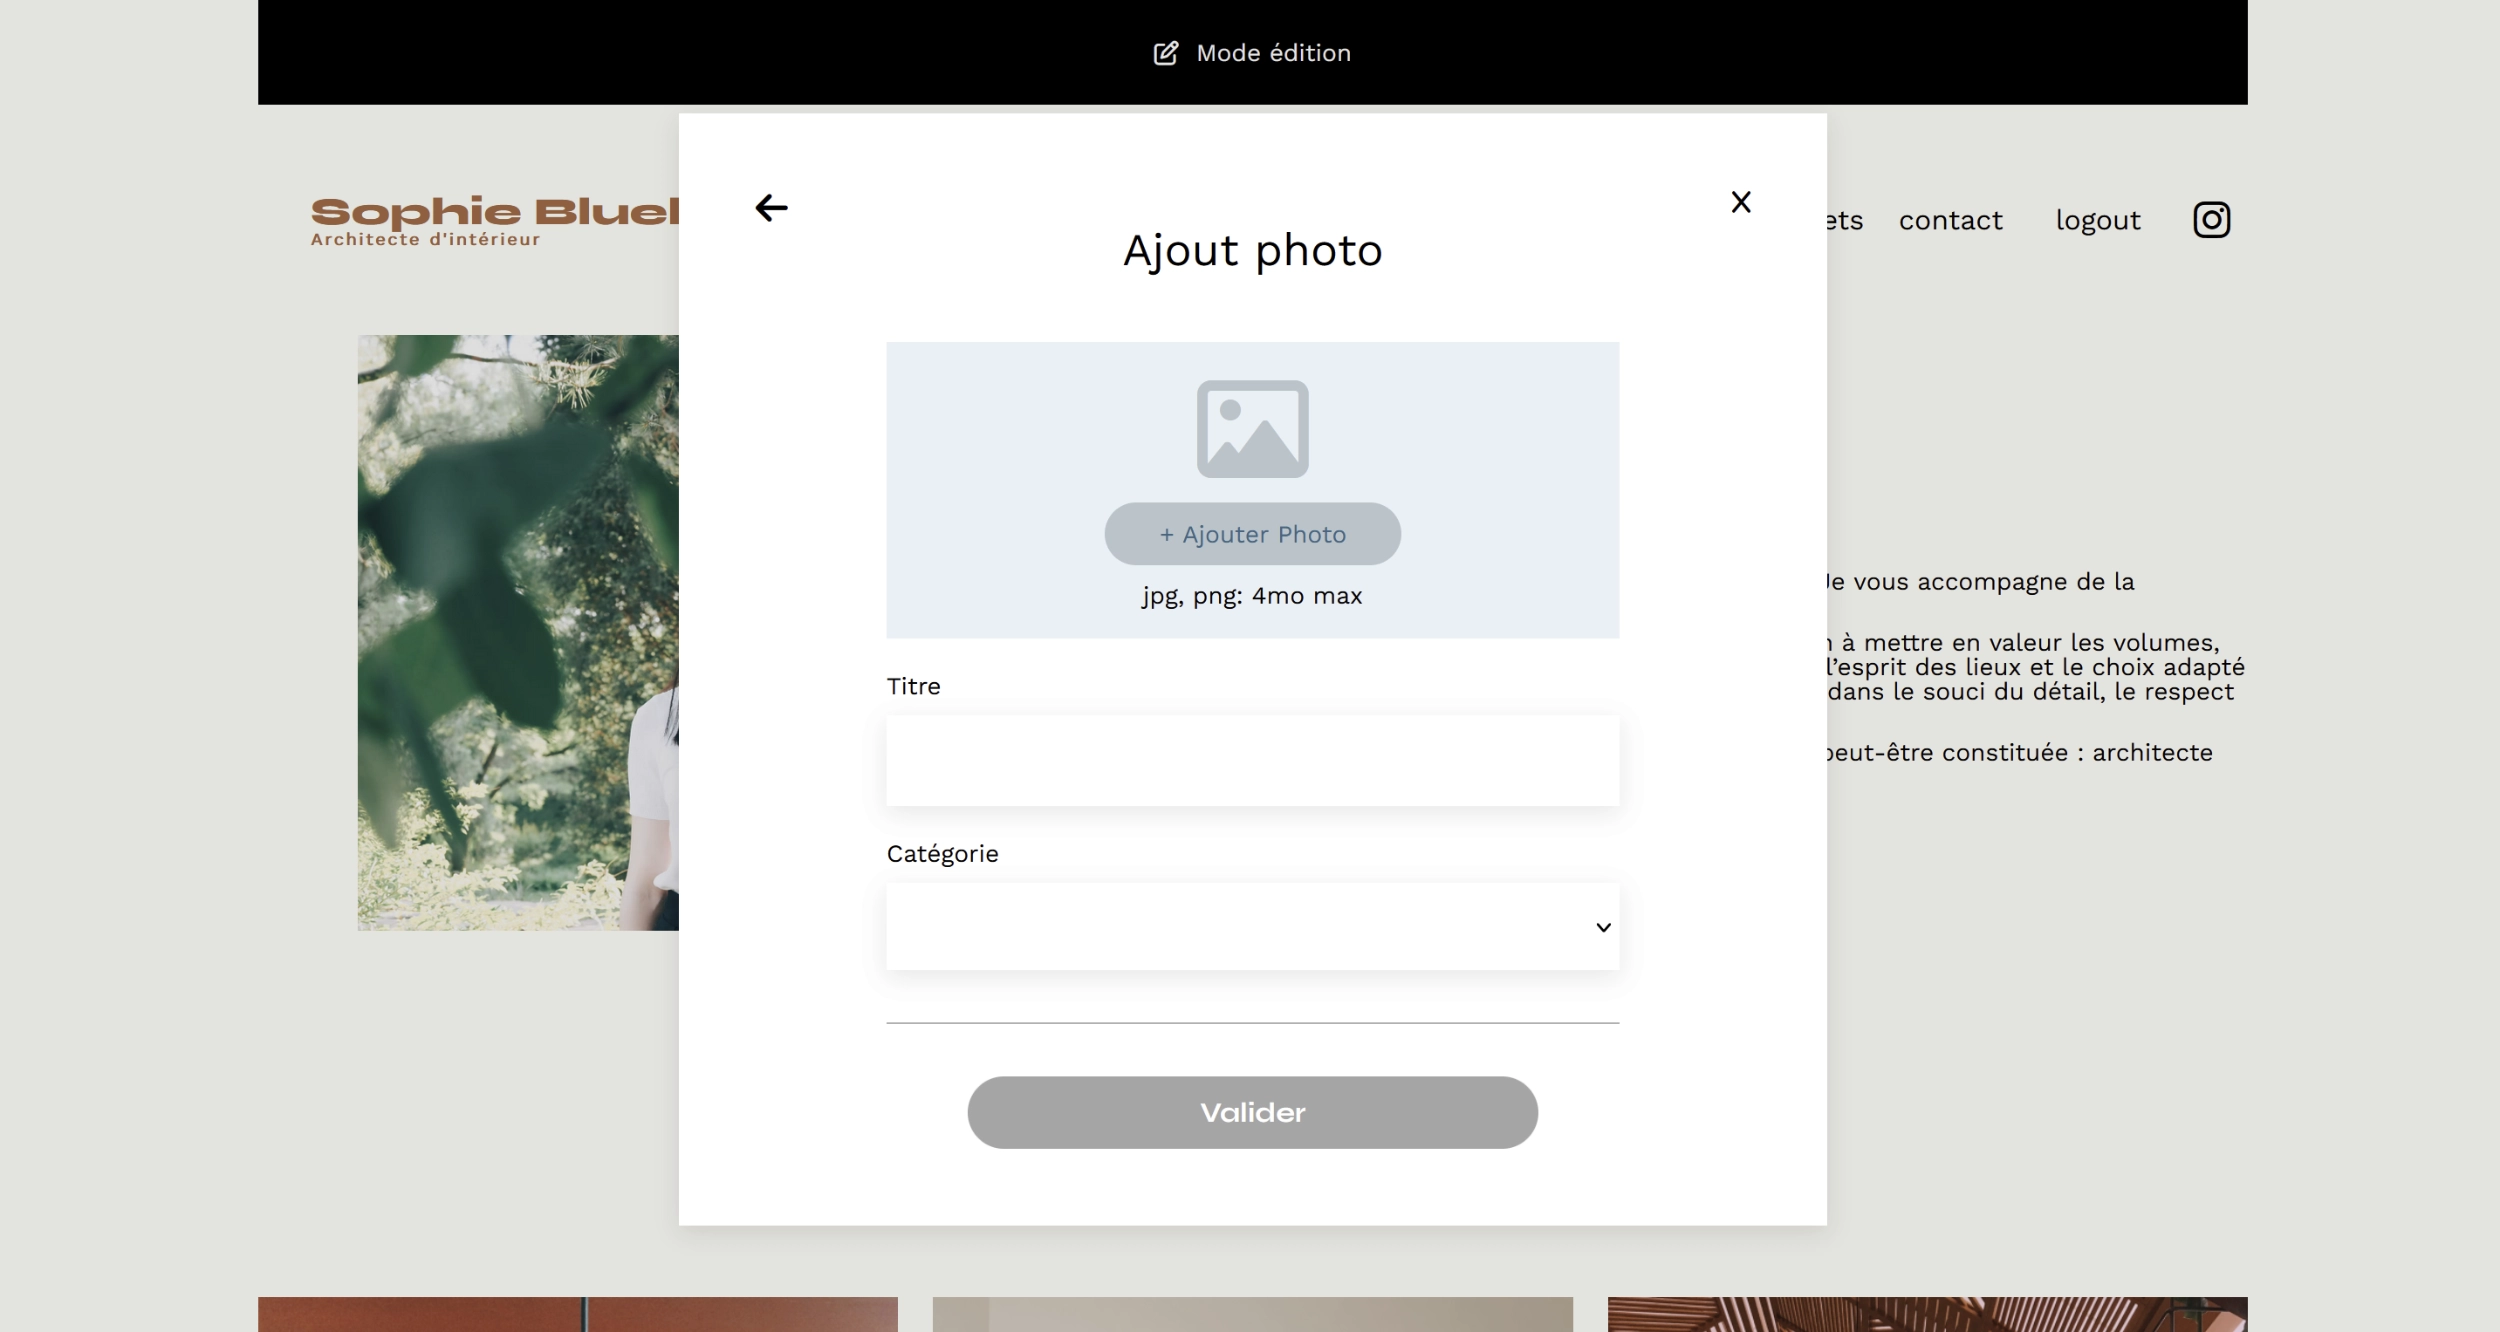 Mode édition
Sophie Bluel
Architecte d'intérieur
X
contact
logout
Ajout photo
+ Ajouter Photo
jpg, png: 4mo max
Je vous accompagne de la
à mettre en valeur les volumes,
l’esprit des lieux et le choix adapté
dans le souci du détail, le respect
peut-être constituée : architecte
Titre
Catégorie
Valider